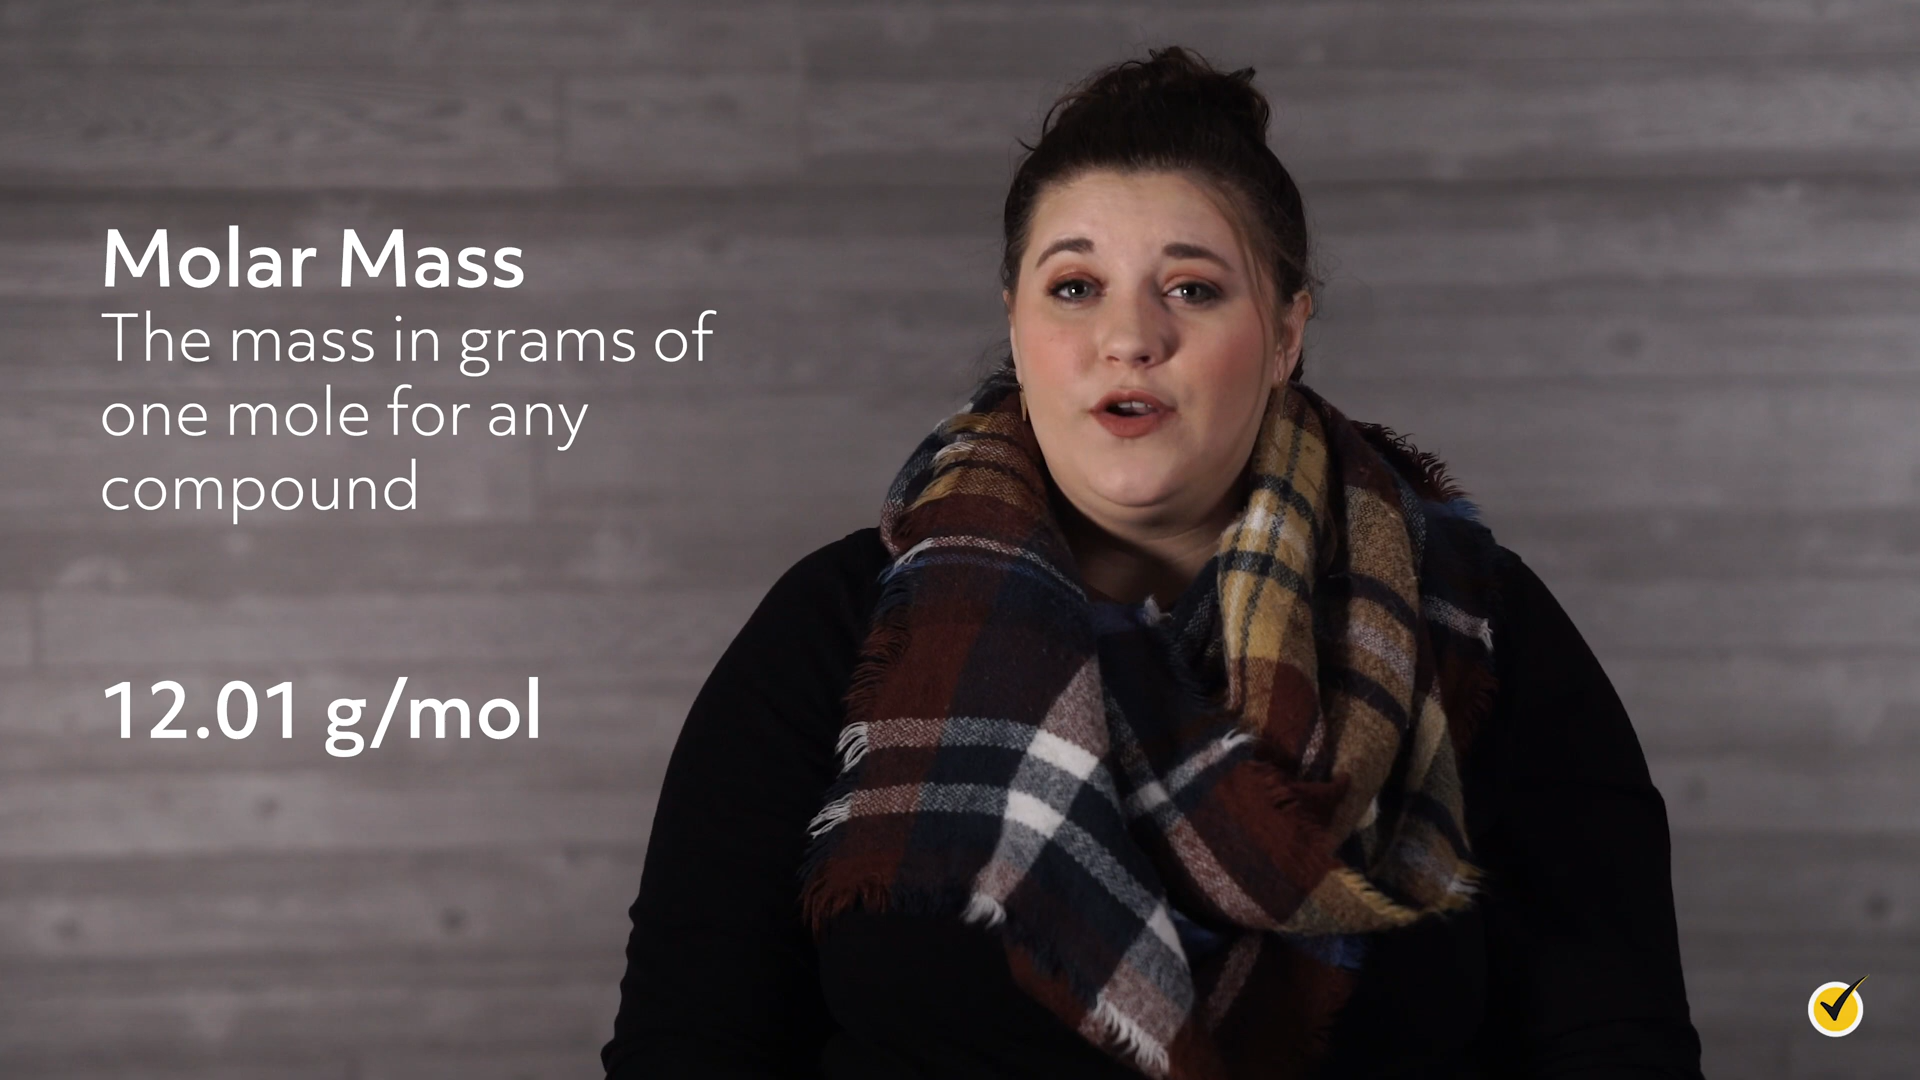 Molar Mass
The mass in grams of
one mole for any
compound
12.01 g/mol